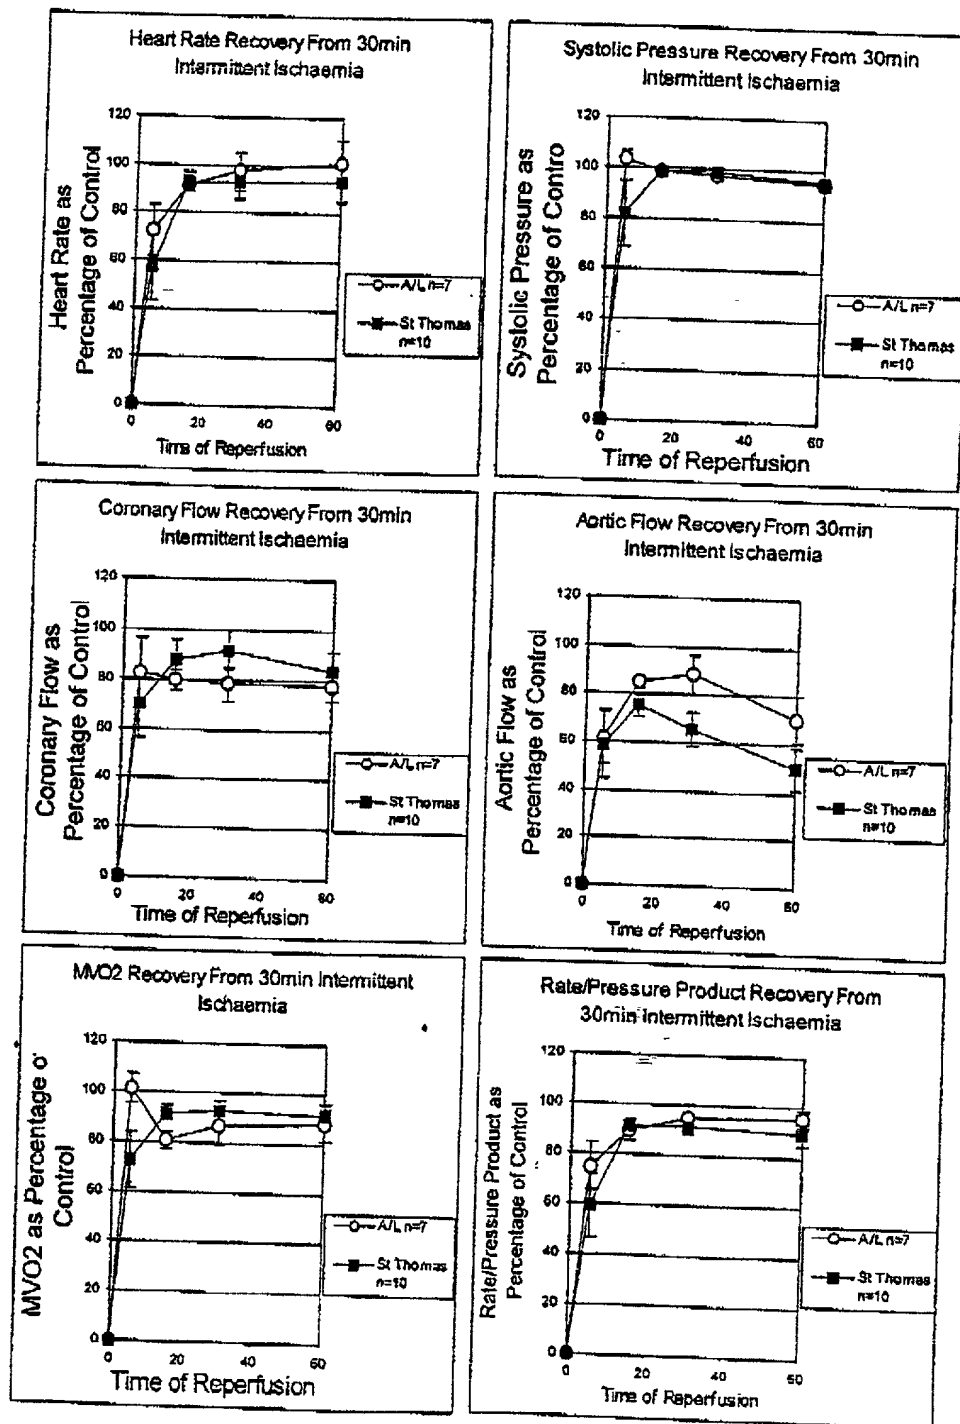 Heart Rate Recovery From 30min
Intermittent Ischaemia
Heart Rate as
Percentage of Control
120
100
80
60
40
20
0
0 20 40 60
Time of Reperfusion
A/L n=7
St Thomas
n=10
Systolic Pressure Recovery From 30min
Intermittent Ischaemia
Systolic Pressure as
Percentage of Contro
120
100
80
60
40
20
0
0 20 40 60
Time of Reperfusion
A/L n=7
St Thomas
n=10
Coronary Flow Recovery From 30min
Intermittent Ischaemia
Coronary Flow as
Percentage of Control
120
100
80
60
40
20
0
0 20 40 60
Time of Reperfusion
A/L n=7
St Thomas
n=10
Aortic Flow Recovery From 30min
Intermittent Ischaemia
Aortic Flow as
Percentage of Control
120
100
80
60
40
20
0
0 20 40 60
Time of Reperfusion
A/L n=7
St Thomas
n=10
MVO2 Recovery From 30min Intermittent
Ischaemia
MVO2 as Percentage o
Control
120
100
80
60
40
20
0
0 20 40 60
Time of Reperfusion
A/L n=7
St Thomas
n=10
Rate/Pressure Product Recovery From
30min Intermittent Ischaemia
Rate/Pressure Product as
Percentage of Control
120
100
80
60
40
20
0
0 20 40 60
Time of Reperfusion
A/L n=7
St Thomas
n=10